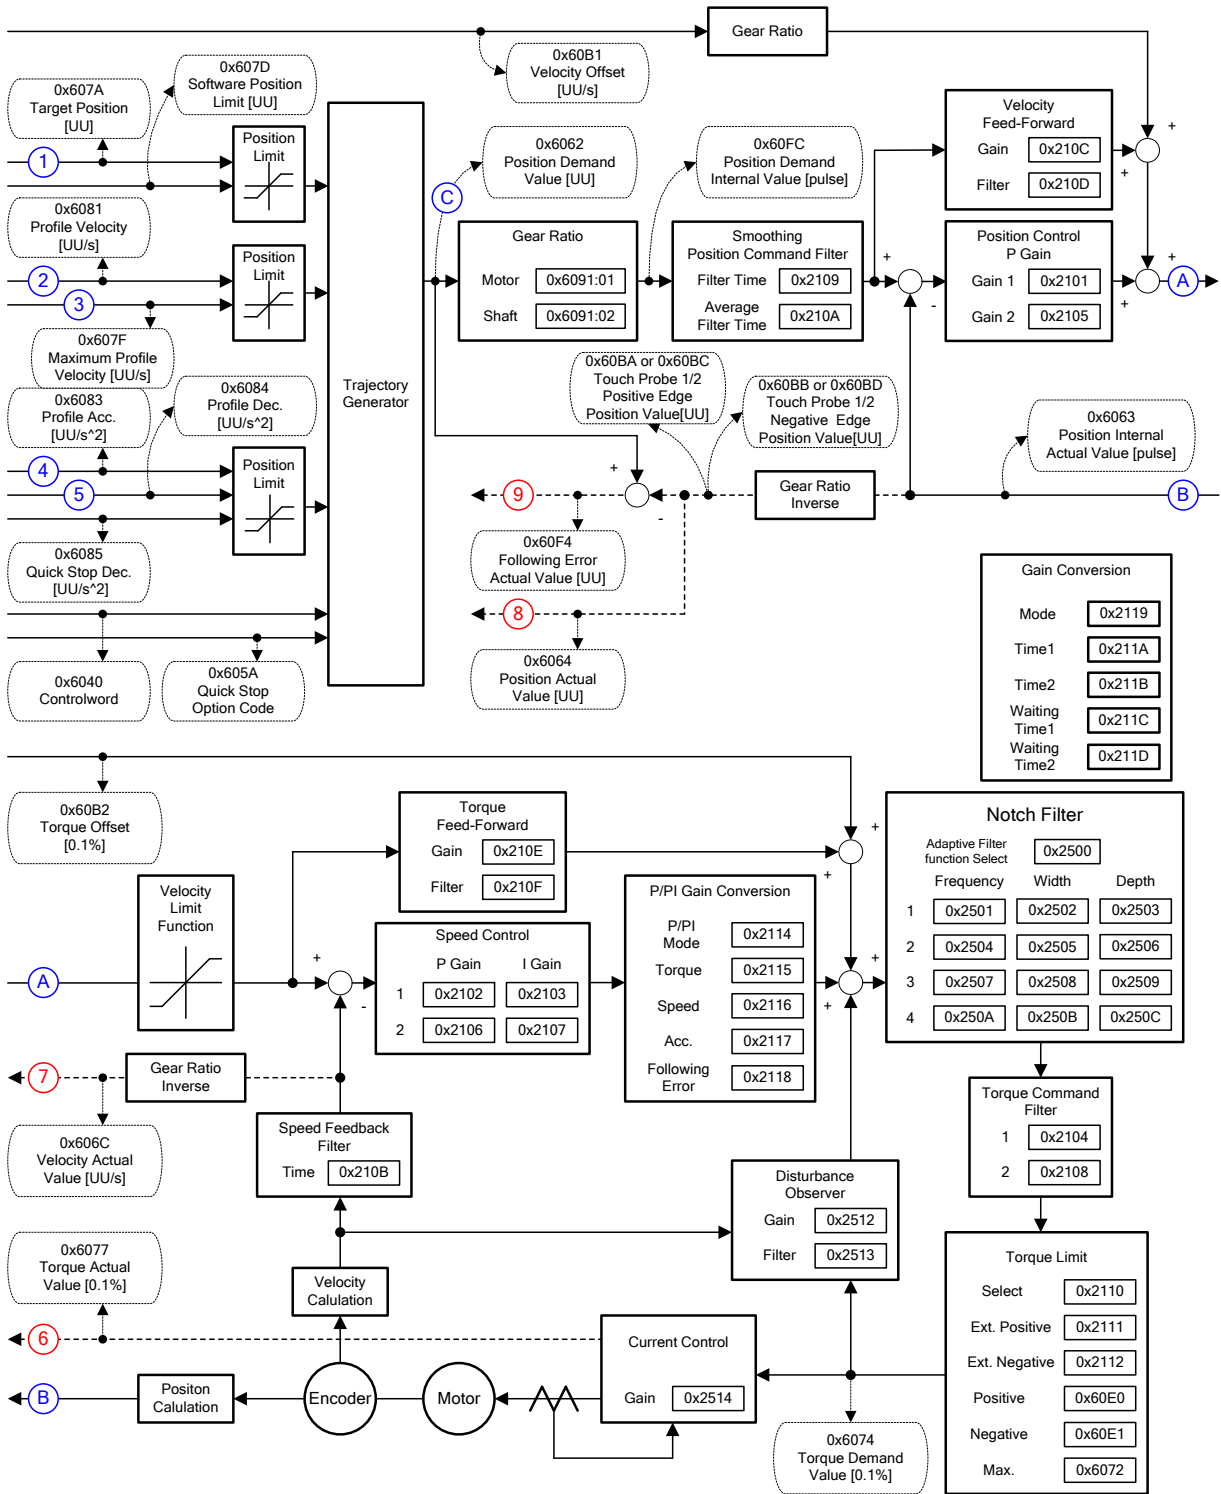 Gear Ratio
0x60B1
Velocity Offset
[UU/s]
0x607D
Software Position
Limit [UU]
0x607A
Target Position
[UU]
Position
Limit
1
0x6081
Profile Velocity
[UU/s]
Position
Limit
2
3
0x607F
Maximum Profile
Velocity [UU/s]
0x6083
Profile Acc.
[UU/s^2]
0x6084
Profile Dec.
[UU/s^2]
Position
Limit
4
5
0x6085
Quick Stop Dec.
[UU/s^2]
0x6040
Controlword
0x605A
Quick Stop
Option Code
Trajectory
Generator
C
0x6062
Position Demand
Value [UU]
0x60FC
Position Demand
Internal Value [pulse]
Gear Ratio
Motor 0x6091:01
Shaft 0x6091:02
Smoothing
Position Command Filter
Filter Time 0x2109
Average
Filter Time 0x210A
Velocity
Feed-Forward
Gain 0x210C
Filter 0x210D
+
+
+
-
Position Control
P Gain
Gain 1 0x2101
Gain 2 0x2105
+
+
A
0x60BA or 0x60BC
Touch Probe 1/2
Positive Edge
Position Value[UU]
0x60BB or 0x60BD
Touch Probe 1/2
Negative Edge
Position Value[UU]
0x6063
Position Internal
Actual Value [pulse]
+
-
9
Gear Ratio
Inverse
B
0x60F4
Following Error
Actual Value [UU]
8
0x6064
Position Actual
Value [UU]
Gain Conversion
Mode 0x2119
Time1 0x211A
Time2 0x211B
Waiting
Time1 0x211C
Waiting
Time2 0x211D
0x60B2
Torque Offset
[0.1%]
Torque
Feed-Forward
Gain 0x210E
Filter 0x210F
+
+
Velocity
Limit
Function
A
+
-
Speed Control
P Gain I Gain
1 0x2102 0x2103
2 0x2106 0x2107
P/PI Gain Conversion
P/PI
Mode 0x2114
Torque 0x2115
Speed 0x2116
Acc. 0x2117
Following
Error 0x2118
+
+
Notch Filter
Adaptive Filter
function Select 0x2500
Frequency Width Depth
1 0x2501 0x2502 0x2503
2 0x2504 0x2505 0x2506
3 0x2507 0x2508 0x2509
4 0x250A 0x250B 0x250C
7
Gear Ratio
Inverse
0x606C
Velocity Actual
Value [UU/s]
Speed Feedback
Filter
Time 0x210B
Torque Command
Filter
1 0x2104
2 0x2108
Disturbance
Observer
Gain 0x2512
Filter 0x2513
0x6077
Torque Actual
Value [0.1%]
Velocity
Calulation
6
Current Control
Gain 0x2514
Torque Limit
Select 0x2110
Ext. Positive 0x2111
Ext. Negative 0x2112
Positive 0x60E0
Negative 0x60E1
Max. 0x6072
B
Positon
Calulation
Encoder
Motor
0x6074
Torque Demand
Value [0.1%]